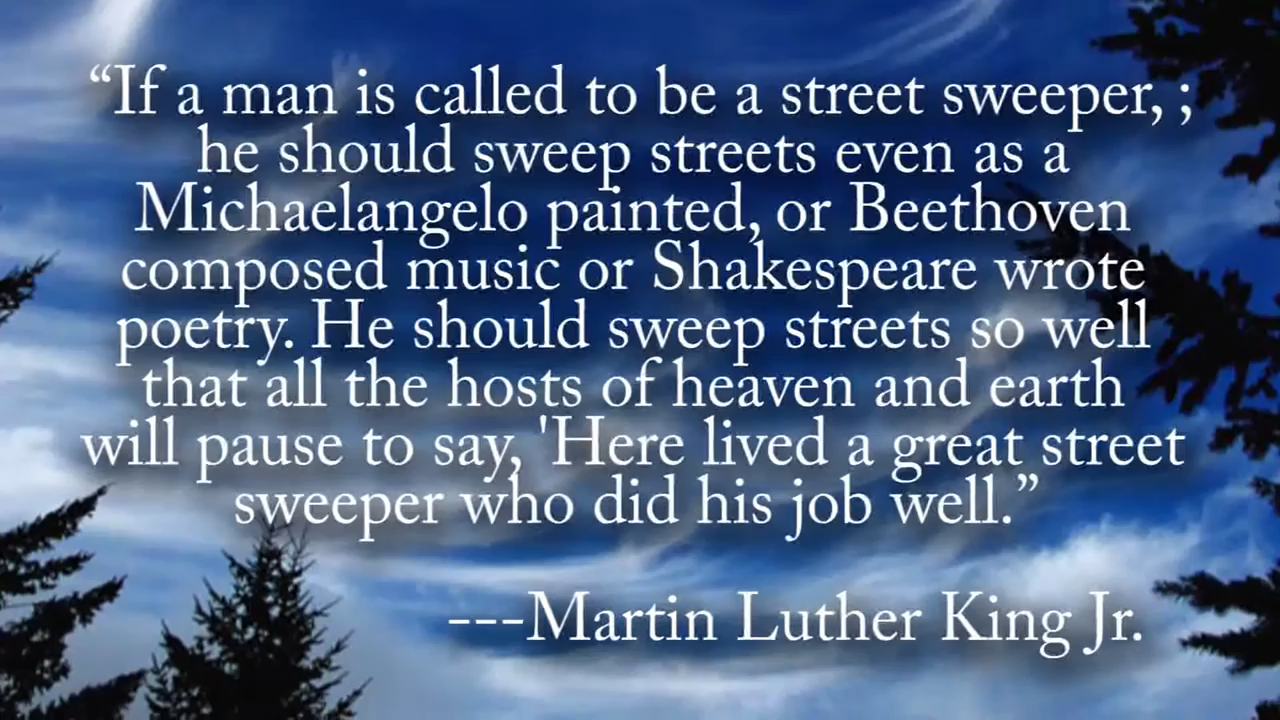 “If a man is called to be a street sweeper, ;
he should sweep streets even as a
Michaelangelo painted, or Beethoven
composed music or Shakespeare wrote
poetry. He should sweep streets so well
that all the hosts of heaven and earth
will pause to say, 'Here lived a great street
sweeper who did his job well.”
---Martin Luther King Jr.